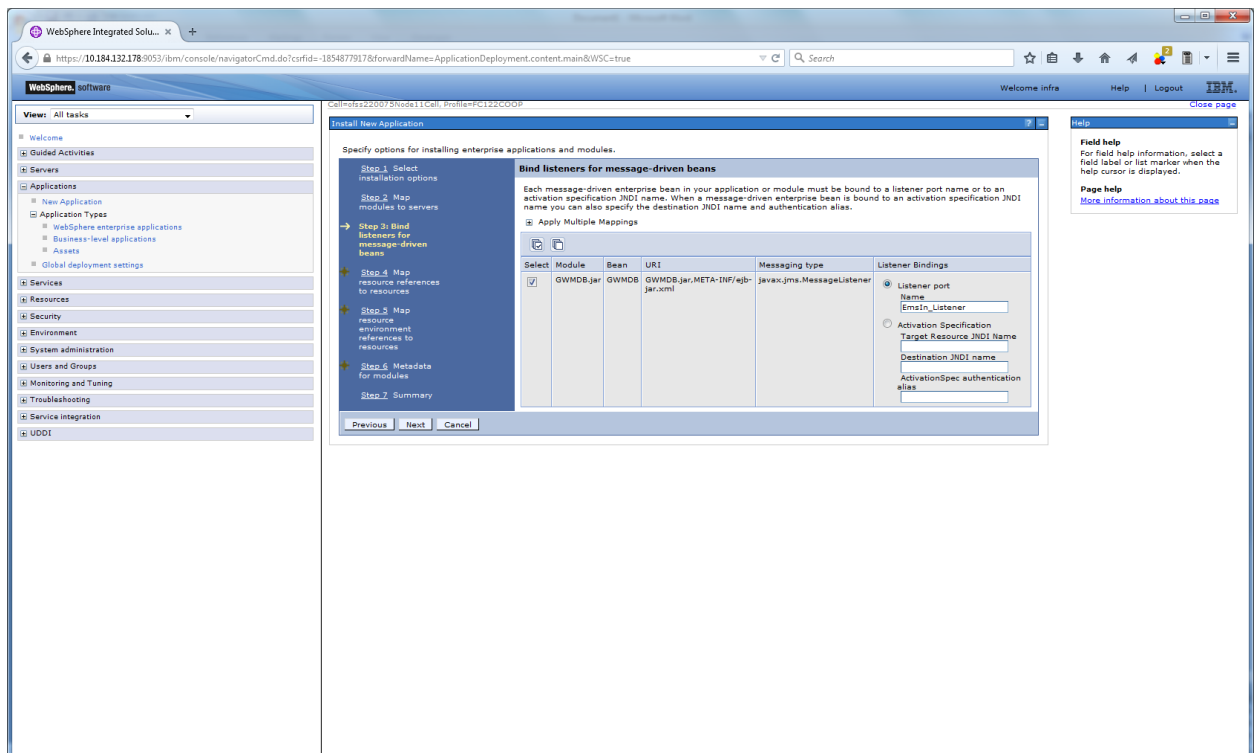 WebSphere Integrated Solu... × +
https://10.184.132.178:9053/ibm/console/navigatorCmd.do?csrfid=-1854877917&forwardName=ApplicationDeployment.content.main&WSC=true
Search
2
WebSphere. software
Welcome infra
Help | Logout
IBM.
View: All tasks
Welcome
Guided Activities
Servers
Applications
New Application
Application Types
WebSphere enterprise applications
Business-level applications
Assets
Global deployment settings
Services
Resources
Security
Environment
System administration
Users and Groups
Monitoring and Tuning
Troubleshooting
Service integration
UDDI
Cell=ofss220075Node11Cell, Profile=FC122COOP
Close page
Install New Application
Specify options for installing enterprise applications and modules.
Step 1 Select
installation options
Step 2 Map
modules to servers
Step 3: Bind
listeners for
message-driven
beans
Step 4 Map
resource references
to resources
Step 5 Map
resource
environment
references to
resources
Step 6 Metadata
for modules
Step 7 Summary
Bind listeners for message-driven beans
Each message-driven enterprise bean in your application or module must be bound to a listener port name or to an
activation specification JNDI name. When a message-driven enterprise bean is bound to an activation specification JNDI
name you can also specify the destination JNDI name and authentication alias.
Apply Multiple Mappings
Select Module Bean URI Messaging type Listener Bindings
GWMDB.jar GWMDB GWMDB.jar,META-INF/ejb-
jar.xml
javax.jms.MessageListener
Listener port
Name
EmsIn_Listener
Activation Specification
Target Resource JNDI Name
Destination JNDI name
ActivationSpec authentication
alias
Previous Next Cancel
Help
Field help
For field help information, select a
field label or list marker when the
help cursor is displayed.
Page help
More information about this page